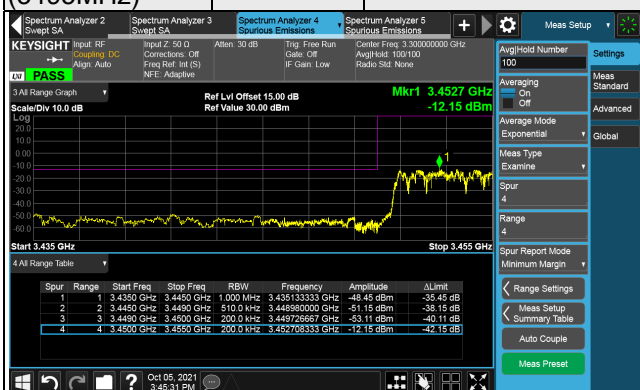 (3455MHz)
Spectrum Analyzer 2
Swept SA
Spectrum Analyzer 3
Swept SA
Spectrum Analyzer 4
Spurious Emissions
Spectrum Analyzer 5
Spurious Emissions
+
Meas Setup
KEYSIGHT
Input: RF
Coupling: DC
Align: Auto
Input Z: 50 Ω
Corrections: Off
Freq Ref: Int (S)
NFE: Adaptive
Atten: 30 dB
Trig: Free Run
Gate: Off
IF Gain: Low
Center Freq: 3.300000000 GHz
Avg|Hold: 100/100
Radio Std: None
LXI PASS
3 All Range Graph
Ref Lvl Offset 15.00 dB
Mkr1 3.4527 GHz
Scale/Div 10.0 dB
Ref Value 30.00 dBm
-12.15 dBm
Log
20.0
10.0
0.00
-10.0
-20.0
-30.0
-40.0
-50.0
-60.0
1
Start 3.435 GHz
Stop 3.455 GHz
4 All Range Table
Spur Range Start Freq Stop Freq RBW Frequency Amplitude ΔLimit
1 1 3.4350 GHz 3.4450 GHz 1.000 MHz 3.435133333 GHz -48.45 dBm -35.45 dB
2 2 3.4450 GHz 3.4490 GHz 510.0 kHz 3.448980000 GHz -51.15 dBm -38.15 dB
3 3 3.4490 GHz 3.4500 GHz 200.0 kHz 3.449726667 GHz -53.11 dBm -40.11 dB
4 4 3.4500 GHz 3.4550 GHz 200.0 kHz 3.452708333 GHz -12.15 dBm -42.15 dB
Avg|Hold Number
100
Averaging
On
Off
Average Mode
Exponential
Meas Type
Examine
Spur
4
Range
4
Spur Report Mode
Minimum Margin
Range Settings
Meas Setup
Summary Table
Auto Couple
Meas Preset
Settings
Meas
Standard
Advanced
Global
?
Oct 05, 2021
3:45:31 PM